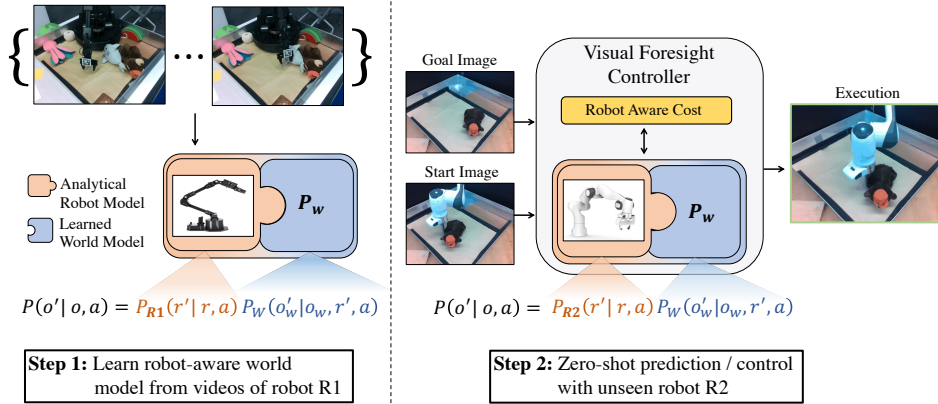 { ... }
Analytical
Robot Model
Learned
World Model
P_w
P(o'| o, a) = P_R1(r'| r, a) P_W(o'_w|o_w, r', a)
Step 1: Learn robot-aware world
model from videos of robot R1
Goal Image
Start Image
Visual Foresight
Controller
Robot Aware Cost
P_w
Execution
P(o'| o, a) = P_R2(r'| r, a) P_W(o'_w|o_w, r', a)
Step 2: Zero-shot prediction / control
with unseen robot R2